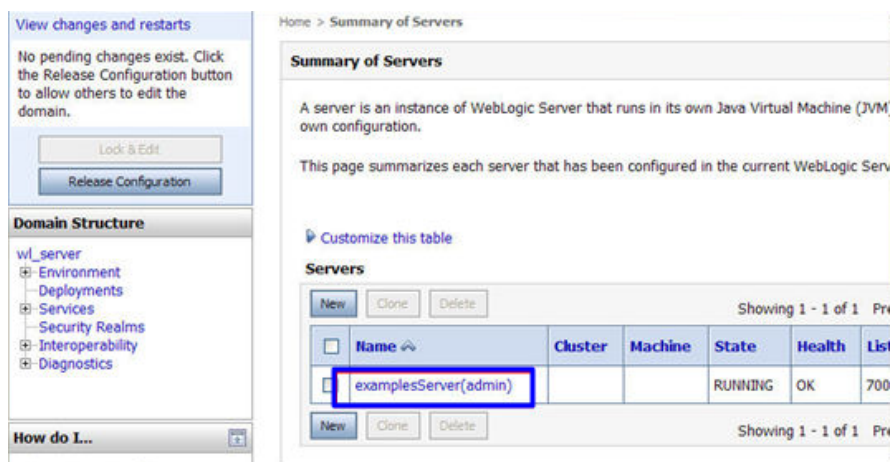 View changes and restarts
No pending changes exist. Click
the Release Configuration button
to allow others to edit the
domain.
Lock & Edit
Release Configuration
Domain Structure
wl_server
Environment
Deployments
Services
Security Realms
Interoperability
Diagnostics
How do I...
Home > Summary of Servers
Summary of Servers
A server is an instance of WebLogic Server that runs in its own Java Virtual Machine (JVM)
own configuration.
This page summarizes each server that has been configured in the current WebLogic Serv
Customize this table
Servers
New Clone Delete Showing 1 - 1 of 1 Pre
Name Cluster Machine State Health List
examplesServer(admin) RUNNING OK 700
New Clone Delete Showing 1 - 1 of 1 Pre